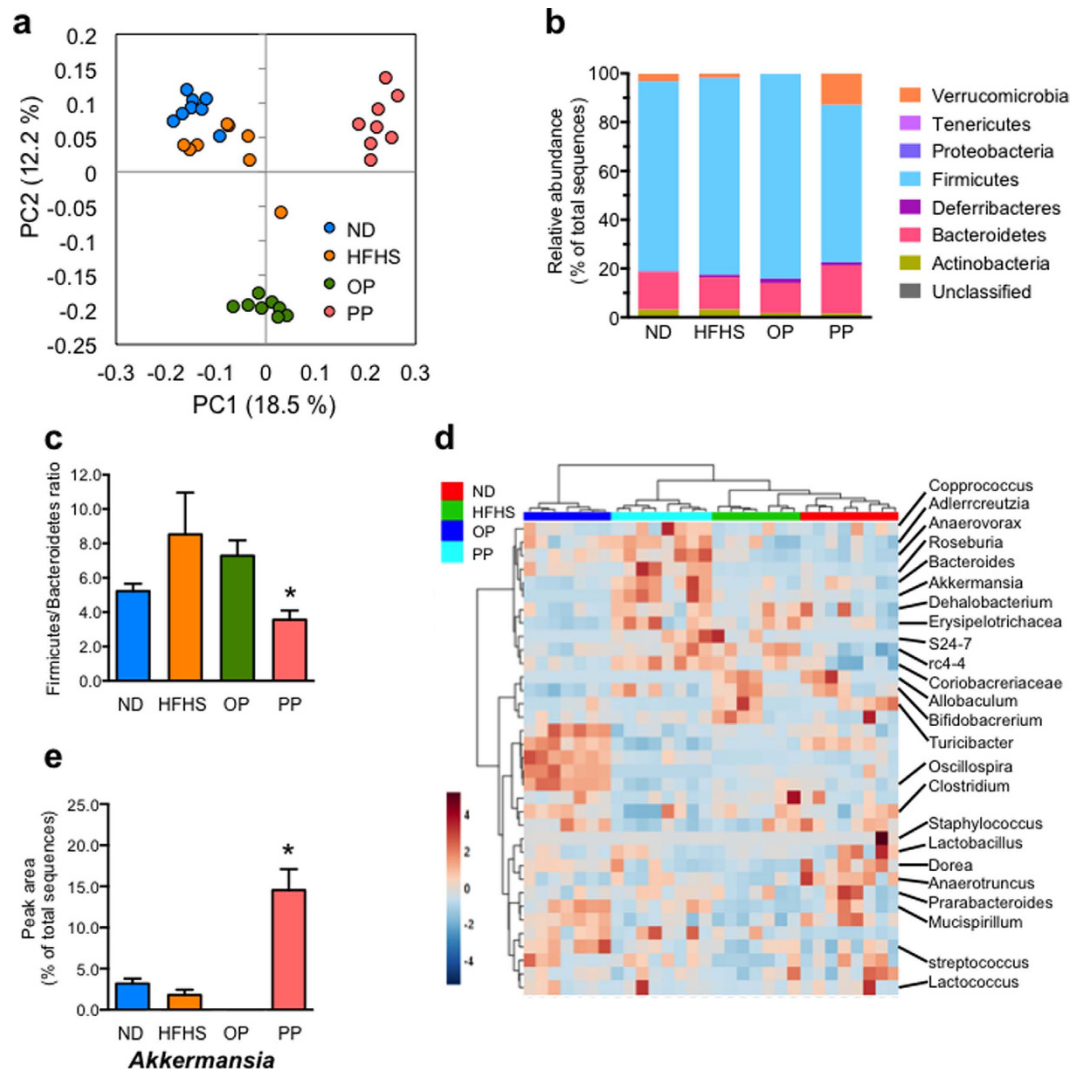 a
0.2
0.15
0.1
0.05
0
-0.05
-0.1
-0.15
-0.2
-0.25
PC2 (12.2 %)
ND
HFHS
OP
PP
-0.3 -0.2 -0.1 0 0.1 0.2 0.3
PC1 (18.5 %)
b
Relative abundance
(% of total sequences)
100
80
60
40
20
0
ND HFHS OP PP
Verrucomicrobia
Tenericutes
Proteobacteria
Firmicutes
Deferribacteres
Bacteroidetes
Actinobacteria
Unclassified
c
Firmicutes/Bacteroidetes ratio
12.0
10.0
8.0
6.0
4.0
2.0
0.0
*
ND HFHS OP PP
d
ND
HFHS
OP
PP
4
2
0
-2
-4
Copprococcus
Adlerrcreutzia
Anaerovorax
Roseburia
Bacteroides
Akkermansia
Dehalobacterium
Erysipelotrichacea
S24-7
rc4-4
Coriobacreriaceae
Allobaculum
Bifidobacrerium
Turicibacter
Oscillospira
Clostridium
Staphylococcus
Lactobacillus
Dorea
Anaerotruncus
Prarabacteroides
Mucispirillum
streptococcus
Lactococcus
e
Peak area
(% of total sequences)
25.0
20.0
15.0
10.0
5.0
0.0
*
ND HFHS OP PP
Akkermansia